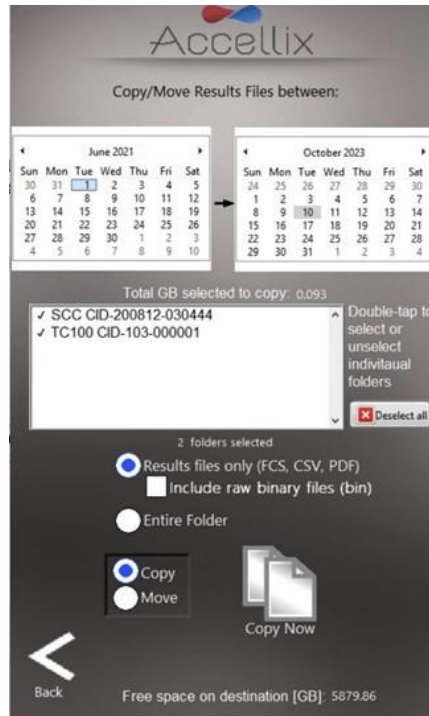 Accellix
Copy/Move Results Files between:
June 2021
Sun Mon Tue Wed Thu Fri Sat
30 31 1 2 3 4 5
6 7 8 9 10 11 12
13 14 15 16 17 18 19
20 21 22 23 24 25 26
27 28 29 30 1 2 3
4 5 6 7 8 9 10
October 2023
Sun Mon Tue Wed Thu Fri Sat
24 25 26 27 28 29 30
1 2 3 4 5 6 7
8 9 10 11 12 13 14
15 16 17 18 19 20 21
22 23 24 25 26 27 28
29 30 31 1 2 3 4
Total GB selected to copy: 0.093
✓ SCC CID-200812-030444
✓ TC100 CID-103-000001
Double-tap to
select or
unselect
indivitaual
folders
Deselect all
2 folders selected
Results files only (FCS, CSV, PDF)
Include raw binary files (bin)
Entire Folder
Copy
Move
Copy Now
Back
Free space on destination [GB]: 5879.86